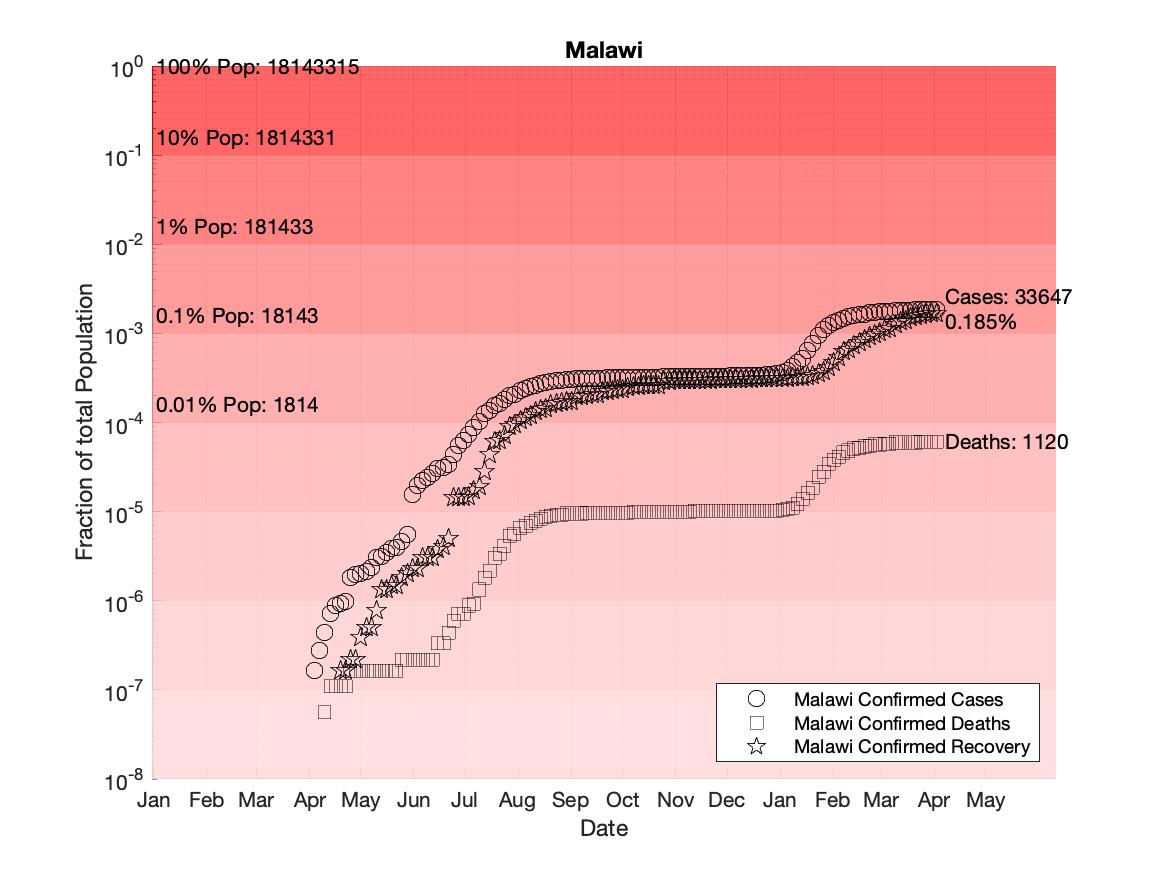 Malawi
10^0
100% Pop: 18143315
10% Pop: 1814331
10^-1
1% Pop: 181433
10^-2
Cases: 33647
0.1% Pop: 18143
0.185%
10^-3
0.01% Pop: 1814
10^-4
Deaths: 1120
10^-5
10^-6
10^-7
10^-8
Fraction of total Population
Malawi Confirmed Cases
Malawi Confirmed Deaths
Malawi Confirmed Recovery
Jan Feb Mar Apr May Jun Jul Aug Sep Oct Nov Dec Jan Feb Mar Apr May
Date